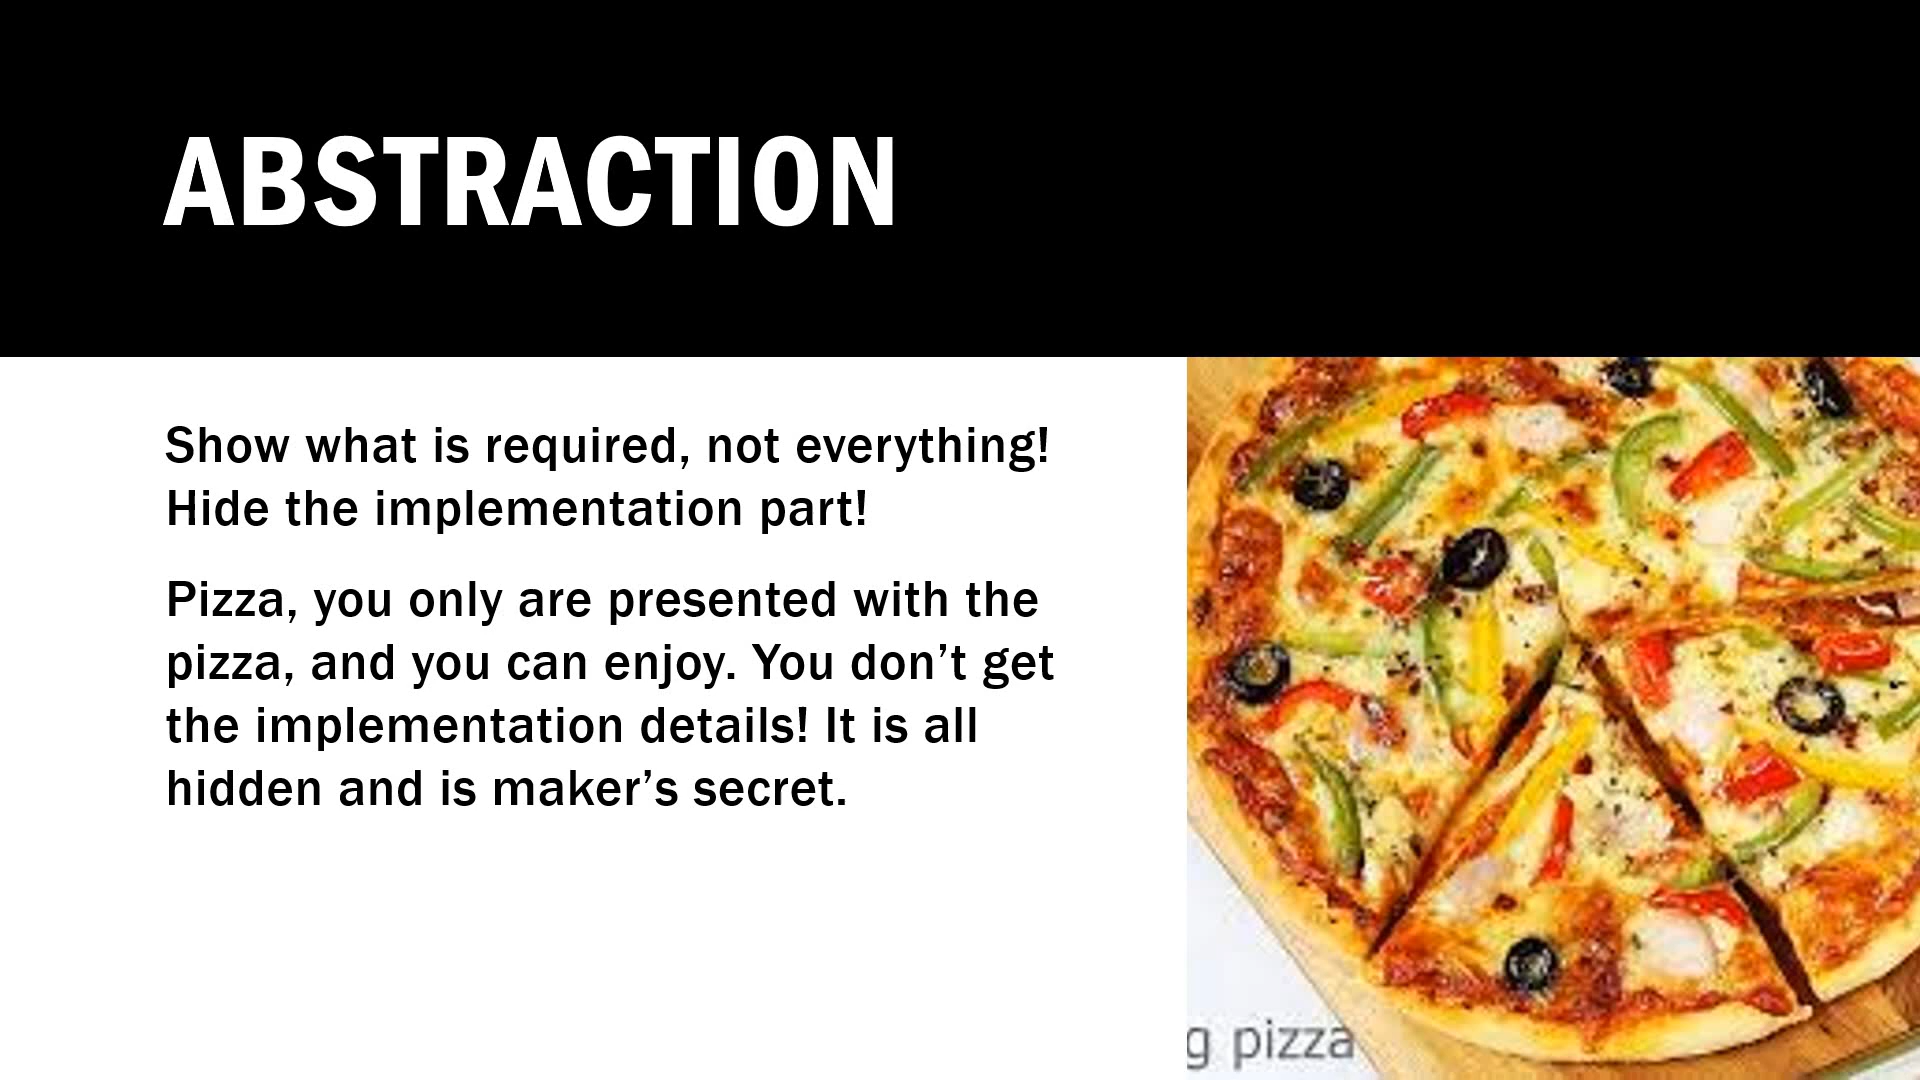 ABSTRACTION
Show what is required, not everything!
Hide the implementation part!
Pizza, you only are presented with the
pizza, and you can enjoy. You don’t get
the implementation details! It is all
hidden and is maker’s secret.
g pizza